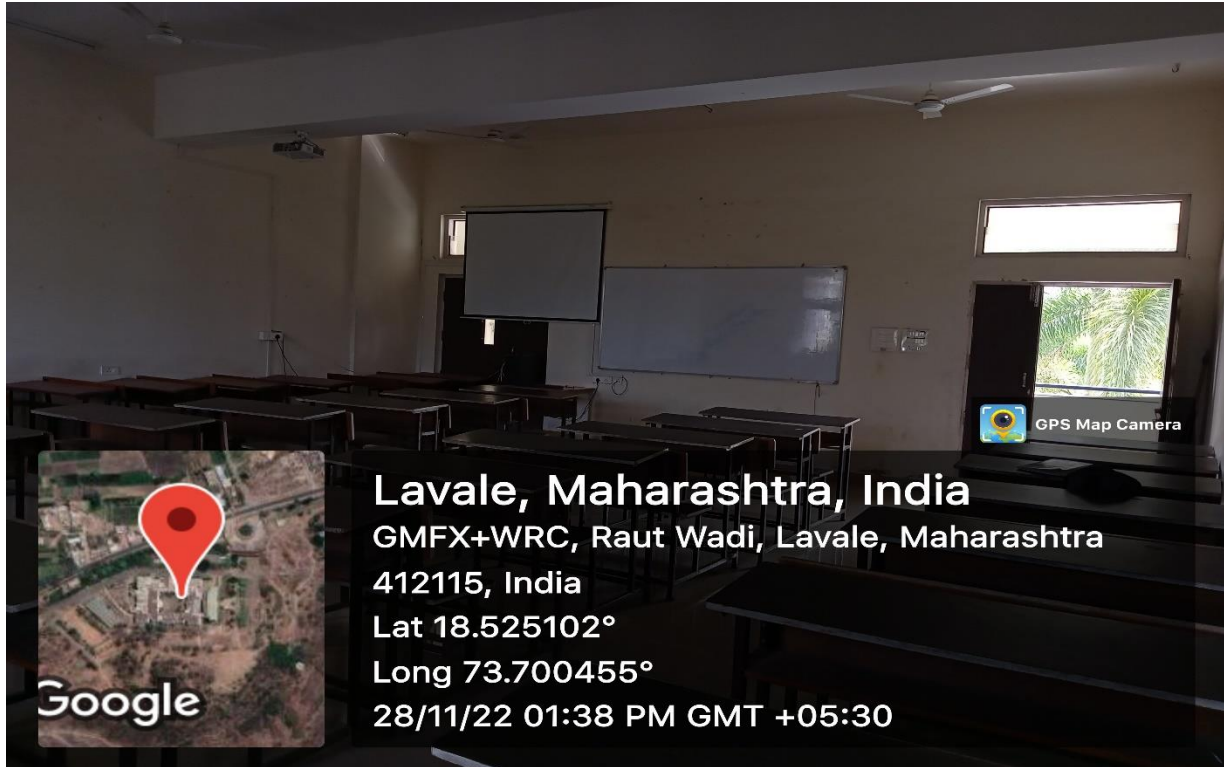 GPS Map Camera
Lavale, Maharashtra, India
GMFX+WRC, Raut Wadi, Lavale, Maharashtra
412115, India
Lat 18.525102°
Long 73.700455°
28/11/22 01:38 PM GMT +05:30
Google